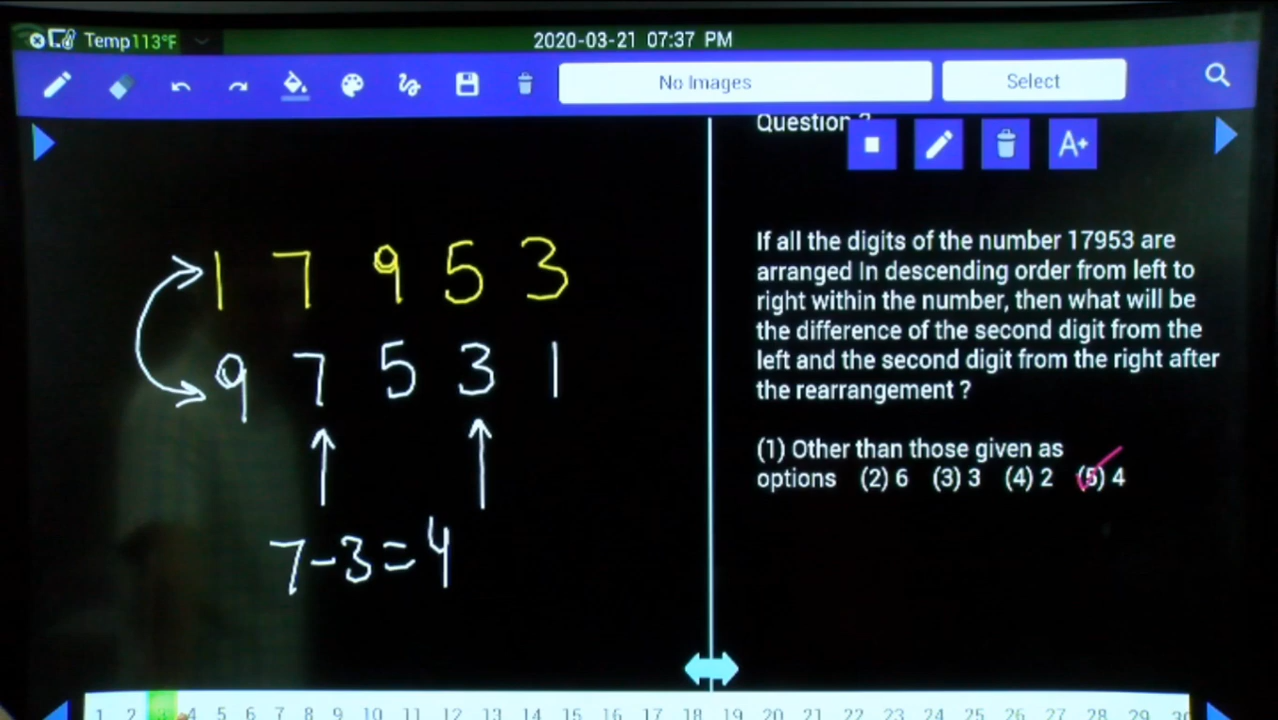 Temp113°F
2020-03-21 07:37 PM
No Images
Select
A+
1 7 9 5 3
9 7 5 3 1
7-3=4
Question
If all the digits of the number 17953 are
arranged In descending order from left to
right within the number, then what will be
the difference of the second digit from the
left and the second digit from the right after
the rearrangement ?
(1) Other than those given as
options (2) 6 (3) 3 (4) 2 (5) 4
1 2 3 4 5 6 7 8 9 10 11 12 13 14 15 16 17 18 19 20 21 22 23 24 25 26 27 28 29 30